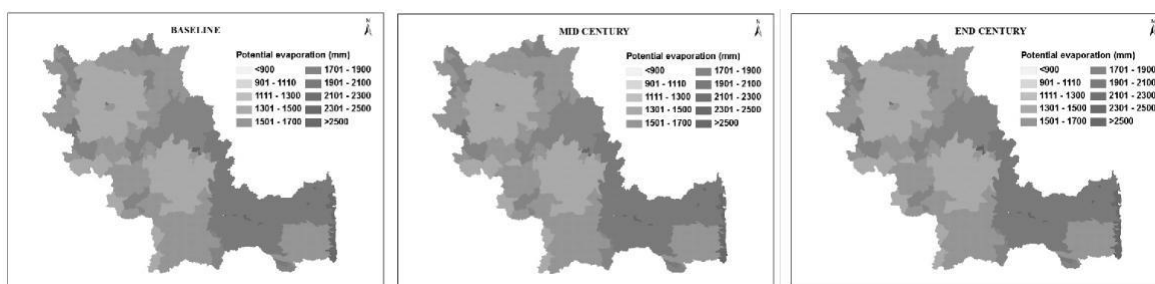 N
BASELINE
Potential evaporation (mm)
<900 1701 - 1900
901 - 1110 1901 - 2100
1111 - 1300 2101 - 2300
1301 - 1500 2301 - 2500
1501 - 1700 >2500
N
MID CENTURY
Potential evaporation (mm)
<900 1701 - 1900
901 - 1110 1901 - 2100
1111 - 1300 2101 - 2300
1301 - 1500 2301 - 2500
1501 - 1700 >2500
N
END CENTURY
Potential evaporation (mm)
<900 1701 - 1900
901 - 1110 1901 - 2100
1111 - 1300 2101 - 2300
1301 - 1500 2301 - 2500
1501 - 1700 >2500